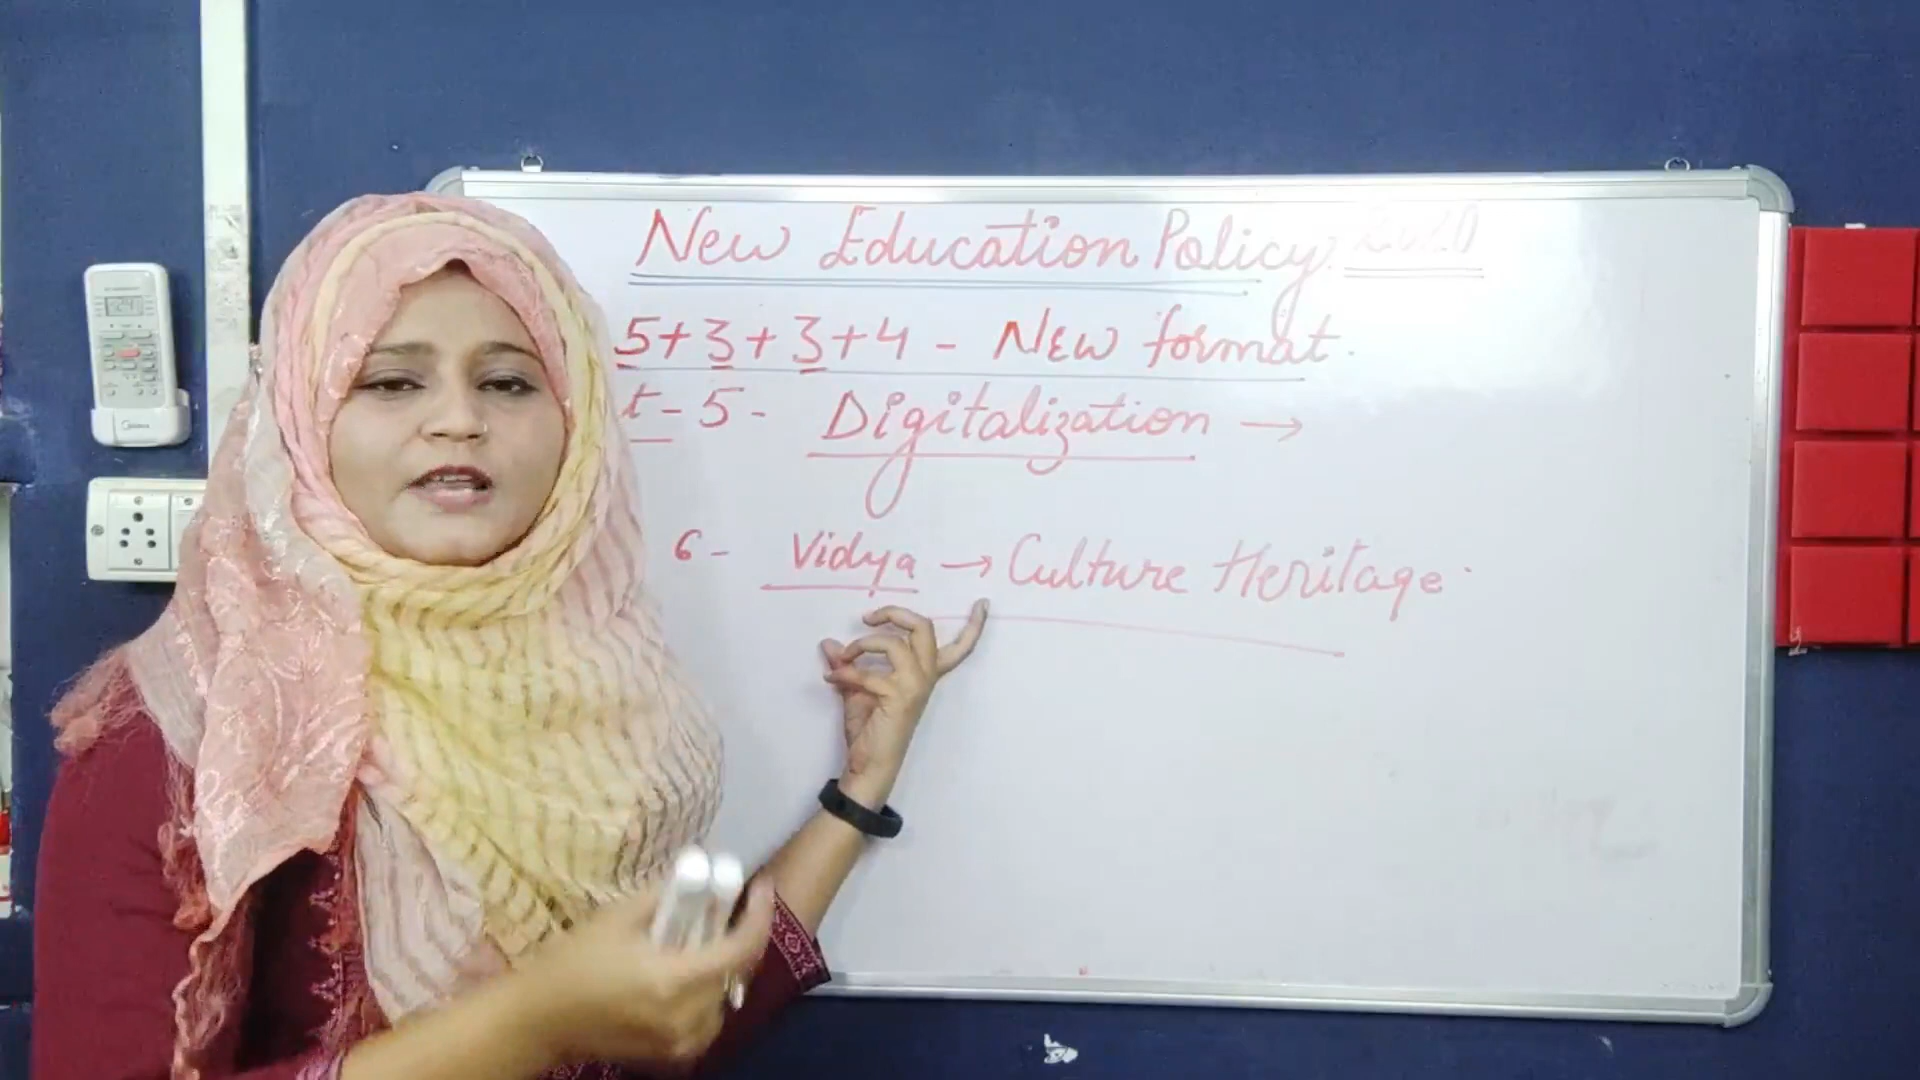 New Education Policy 2020
5+3+3+4 - New format.
t - 5 - Digitalization →
6 - Vidya → Culture Heritage.